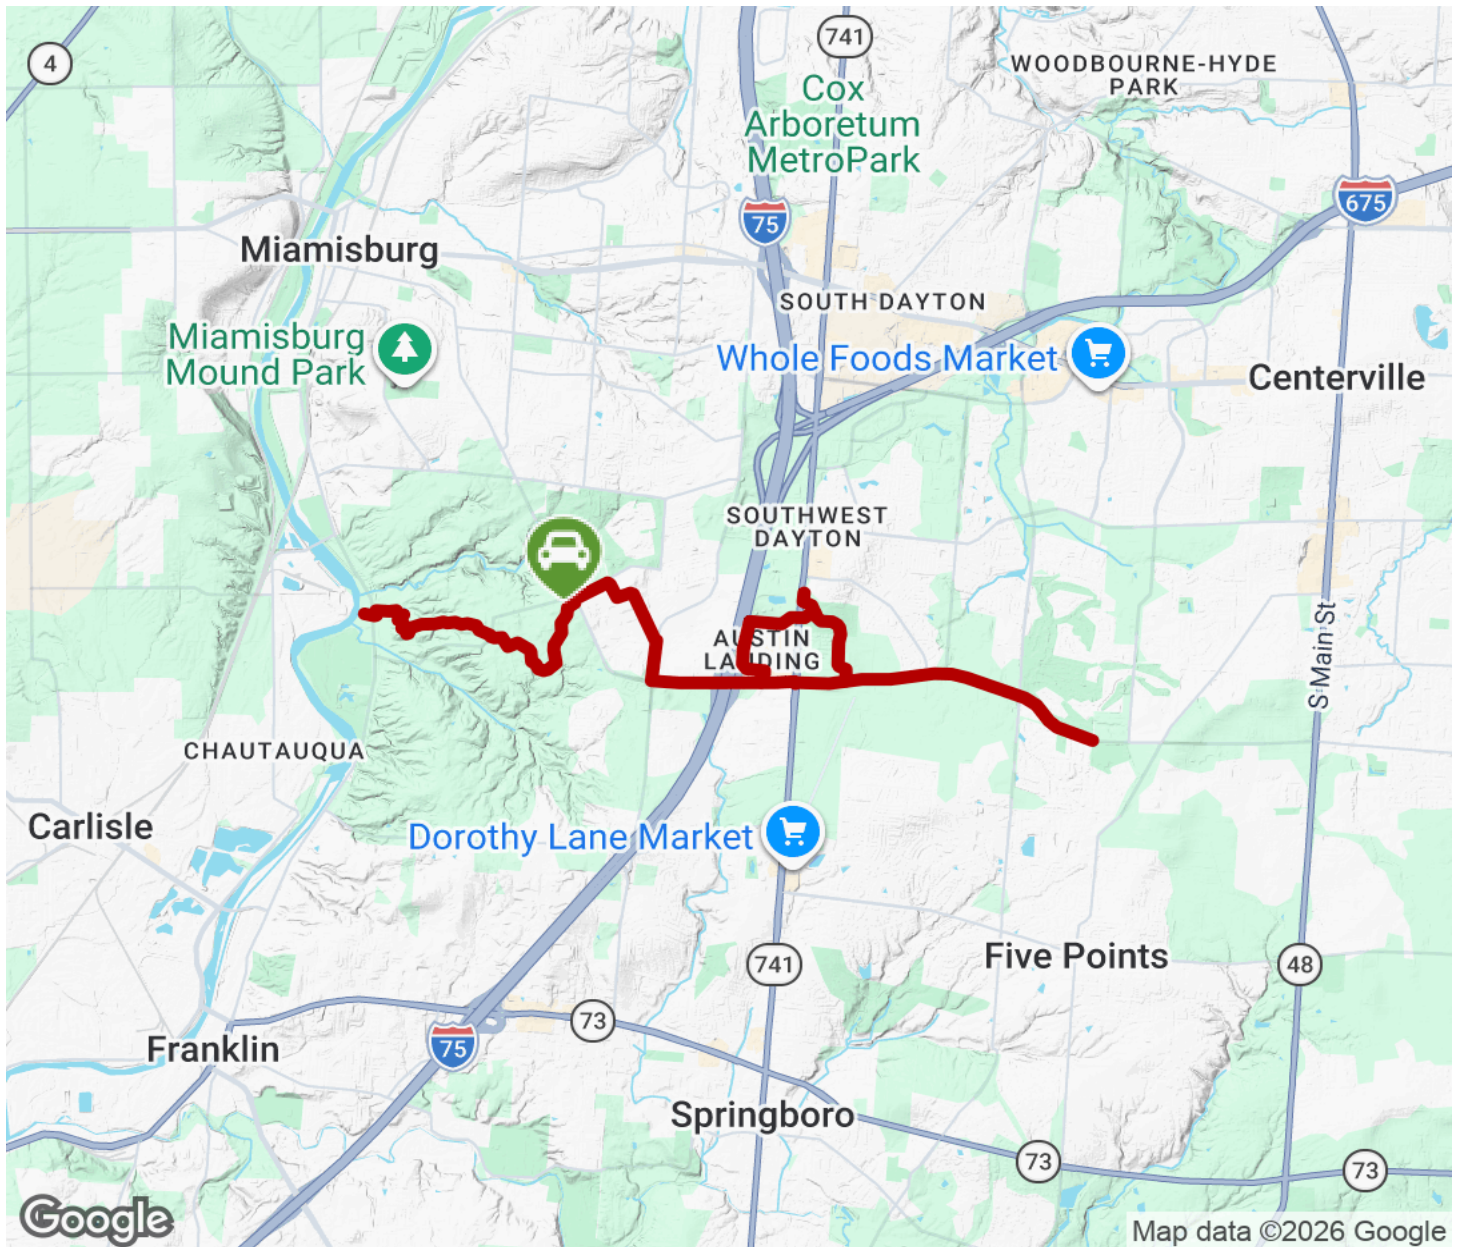 4
741
WOODBOURNE-HYDE
PARK
Cox
Arboretum
MetroPark
675
75
Miamisburg
SOUTH DAYTON
Miamisburg
Mound Park
Whole Foods Market
Centerville
SOUTHWEST
DAYTON
AUSTIN
LANDING
S Main St
CHAUTAUQUA
Carlisle
Dorothy Lane Market
Five Points
741
48
73
75
Franklin
Springboro
73
73
Google
Map data ©2026 Google